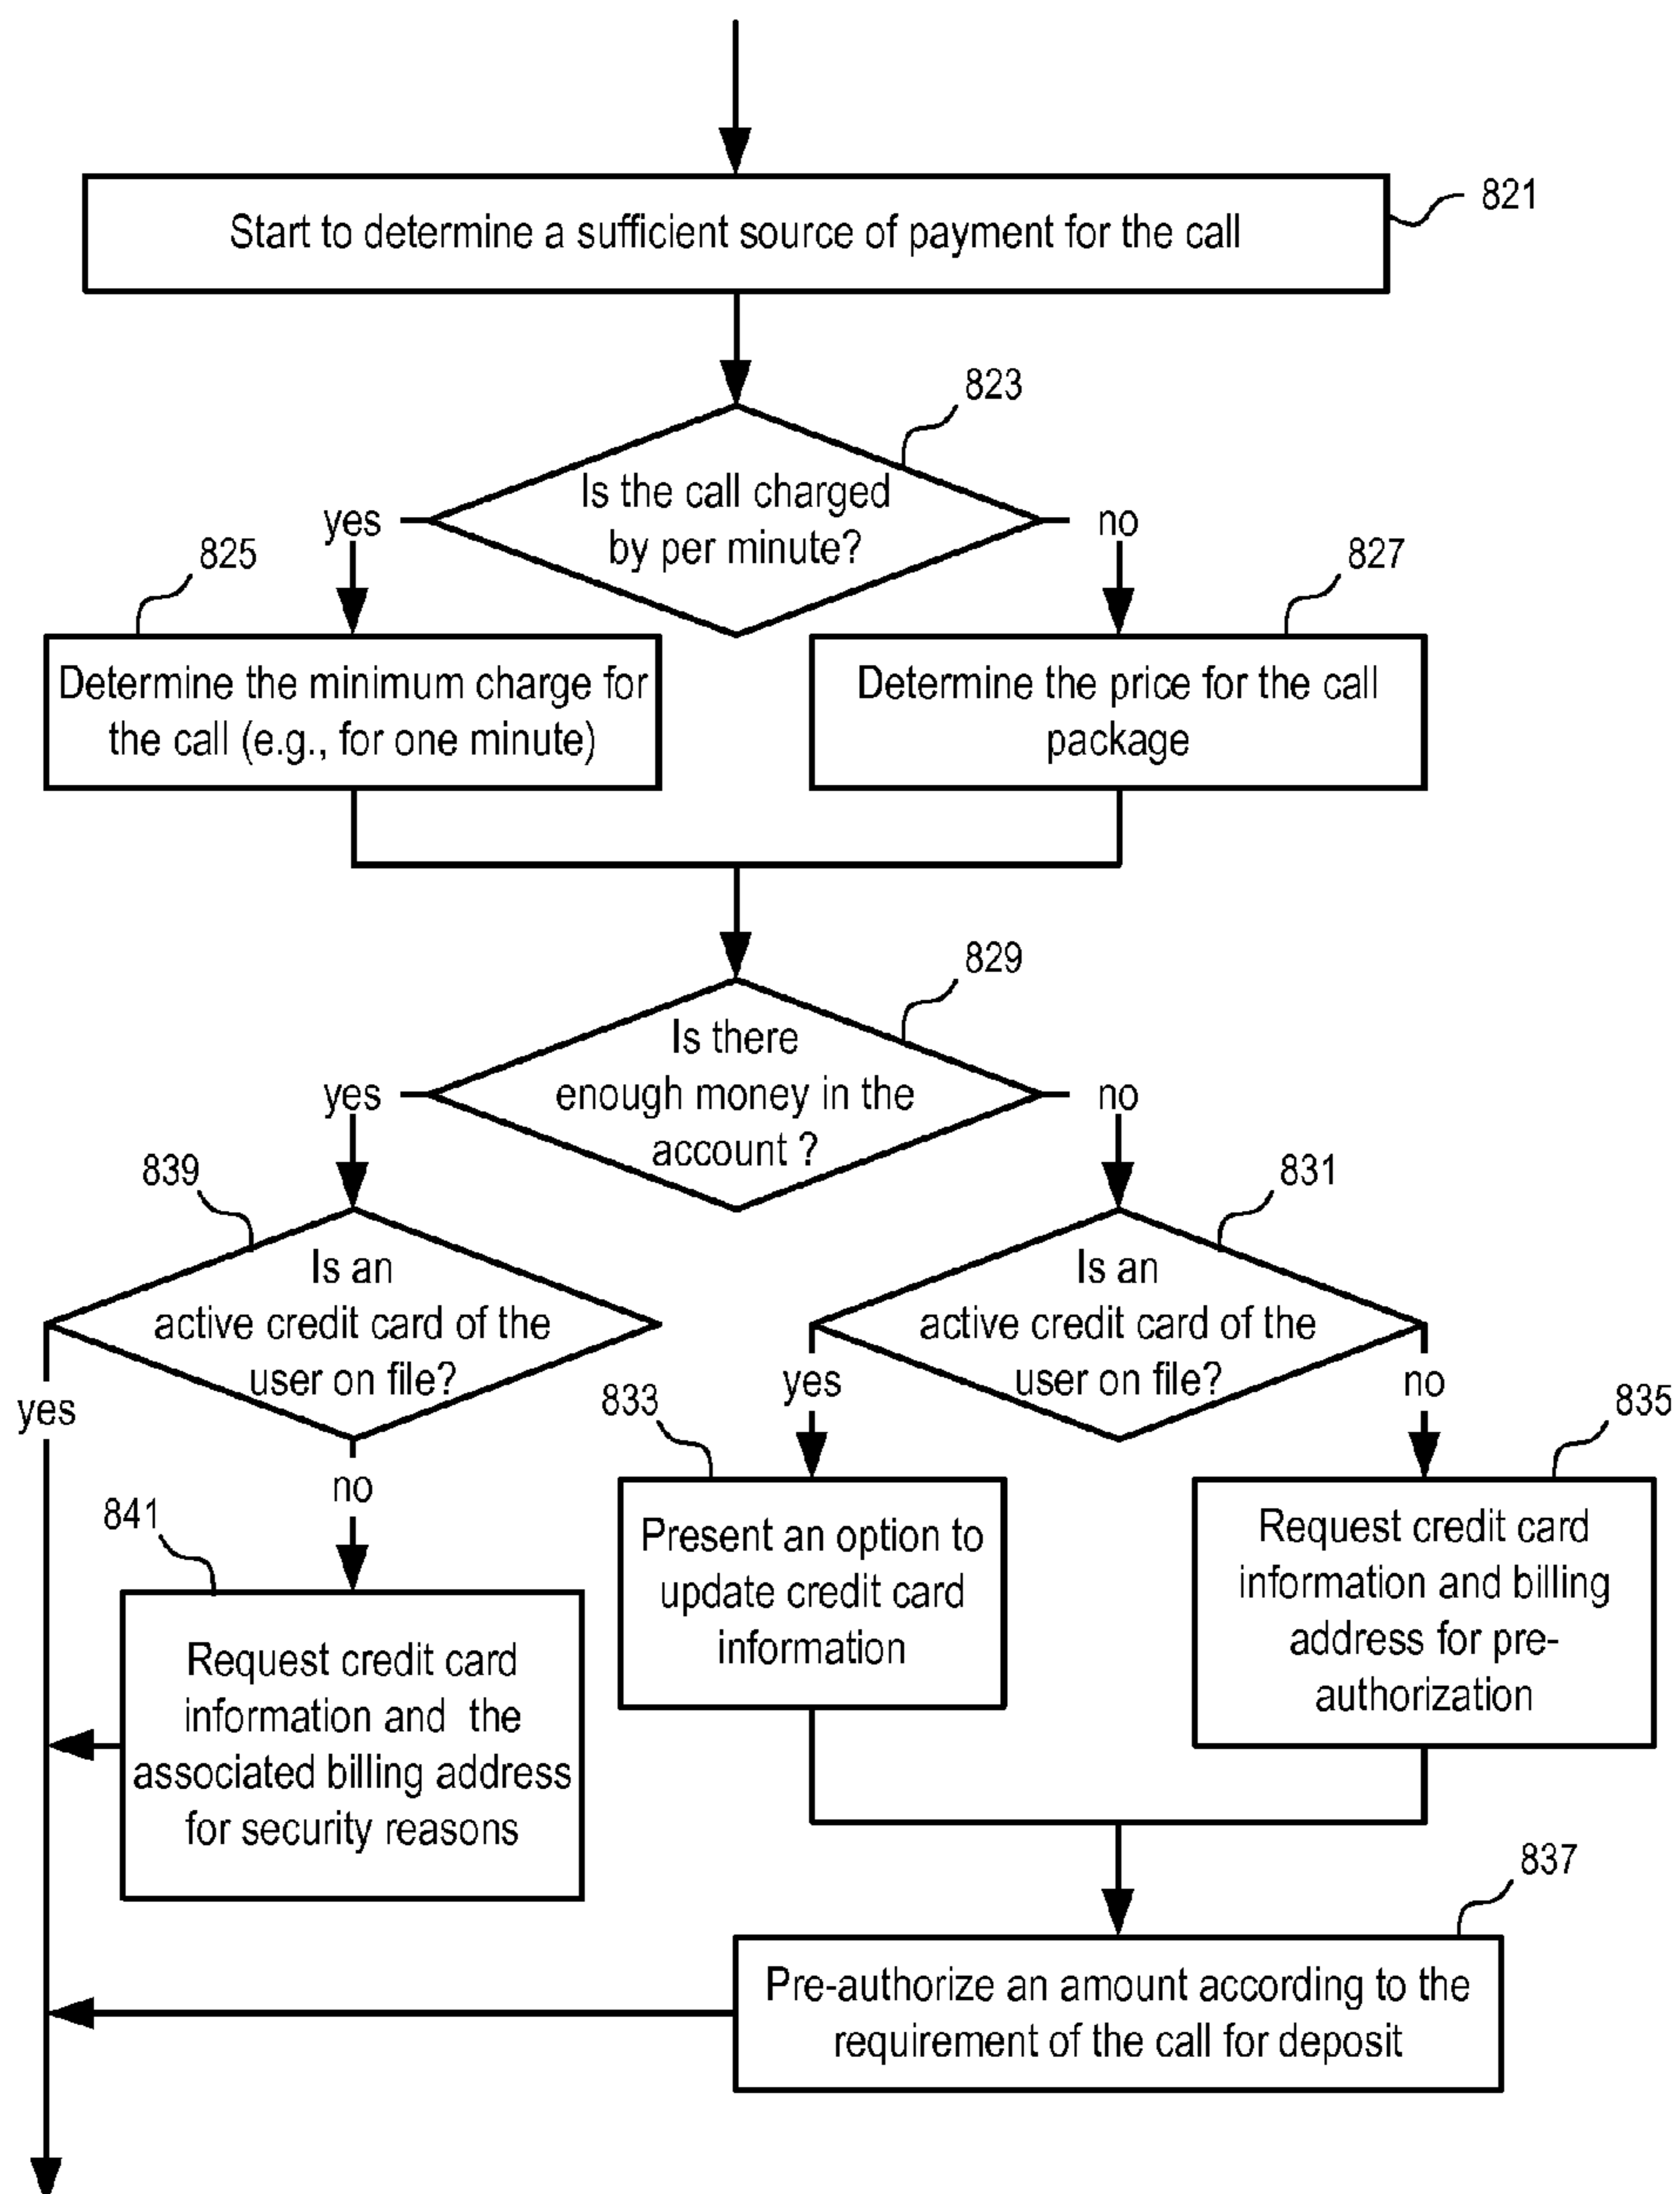 821
Start to determine a sufficient source of payment for the call
823
Is the call charged
by per minute?
yes
no
825
827
Determine the minimum charge for
the call (e.g., for one minute)
Determine the price for the call
package
829
Is there
enough money in the
account ?
yes
no
839
831
Is an
active credit card of the
user on file?
Is an
active credit card of the
user on file?
yes
no
yes
no
833
835
841
Present an option to
update credit card
information
Request credit card
information and billing
address for pre-
authorization
Request credit card
information and the
associated billing address
for security reasons
837
Pre-authorize an amount according to the
requirement of the call for deposit